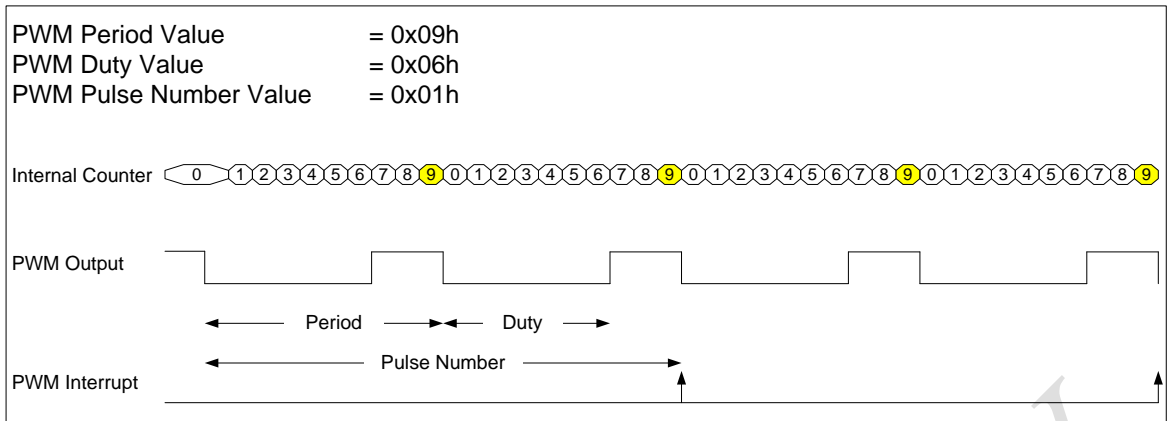 PWM Period Value = 0x09h
PWM Duty Value = 0x06h
PWM Pulse Number Value = 0x01h
Internal Counter 0 1 2 3 4 5 6 7 8 9 0 1 2 3 4 5 6 7 8 9 0 1 2 3 4 5 6 7 8 9 0 1 2 3 4 5 6 7 8 9
PWM Output
Period Duty
Pulse Number
PWM Interrupt